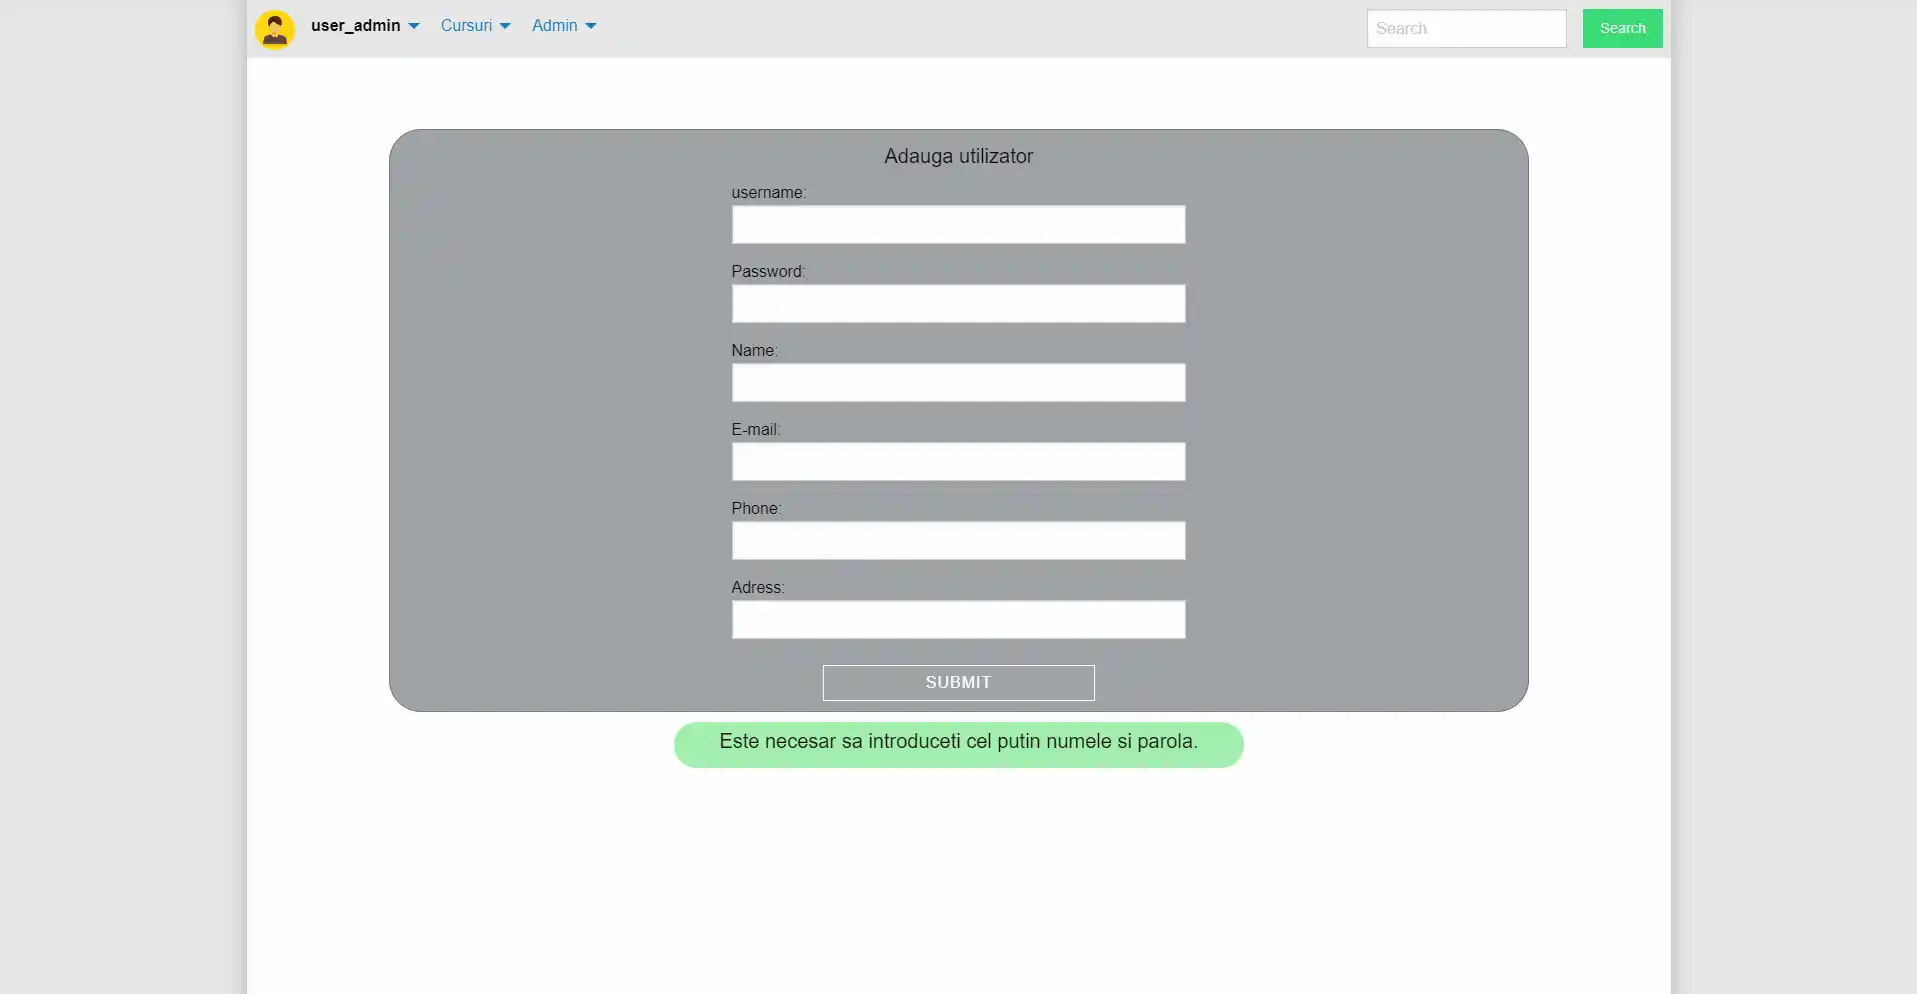 user_admin Cursuri Admin Search Search
Adauga utilizator
username:
Password:
Name:
E-mail:
Phone:
Adress:
SUBMIT
Este necesar sa introduceti cel putin numele si parola.